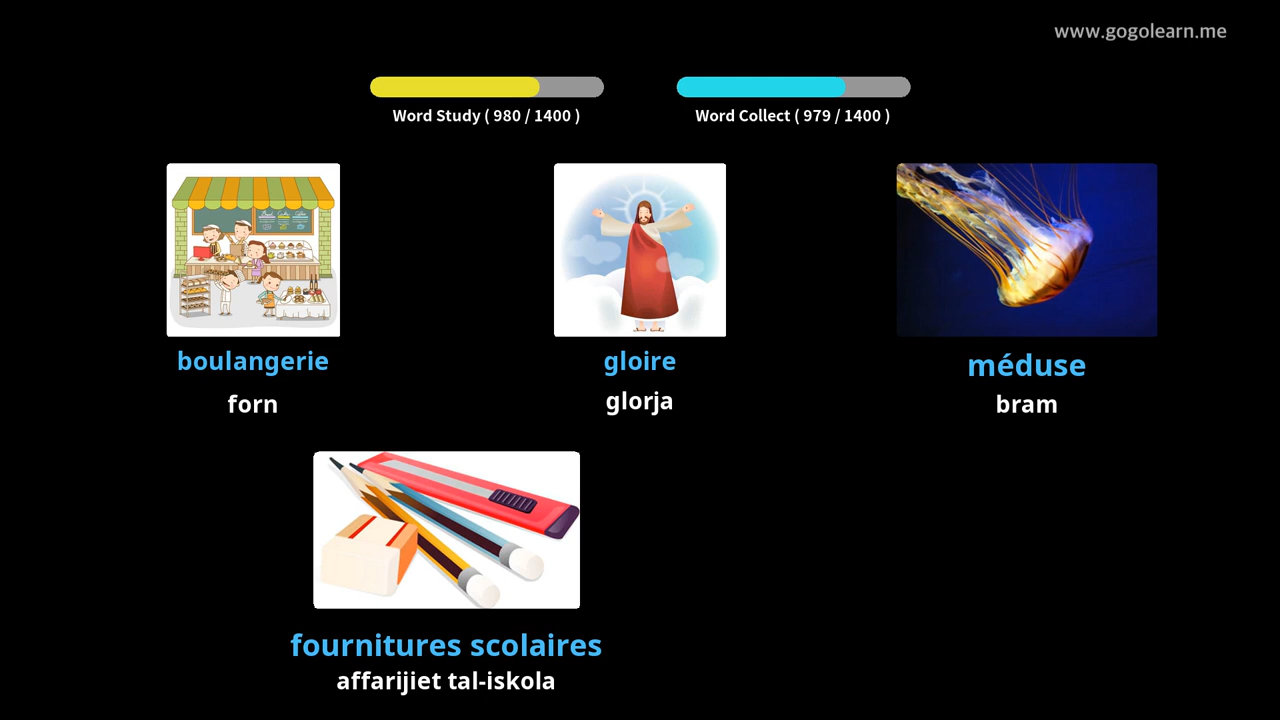 www.gogolearn.me
Word Study ( 980 / 1400 )
Word Collect ( 979 / 1400 )
boulangerie
forn
gloire
glorja
méduse
bram
fournitures scolaires
affarijiet tal-iskola